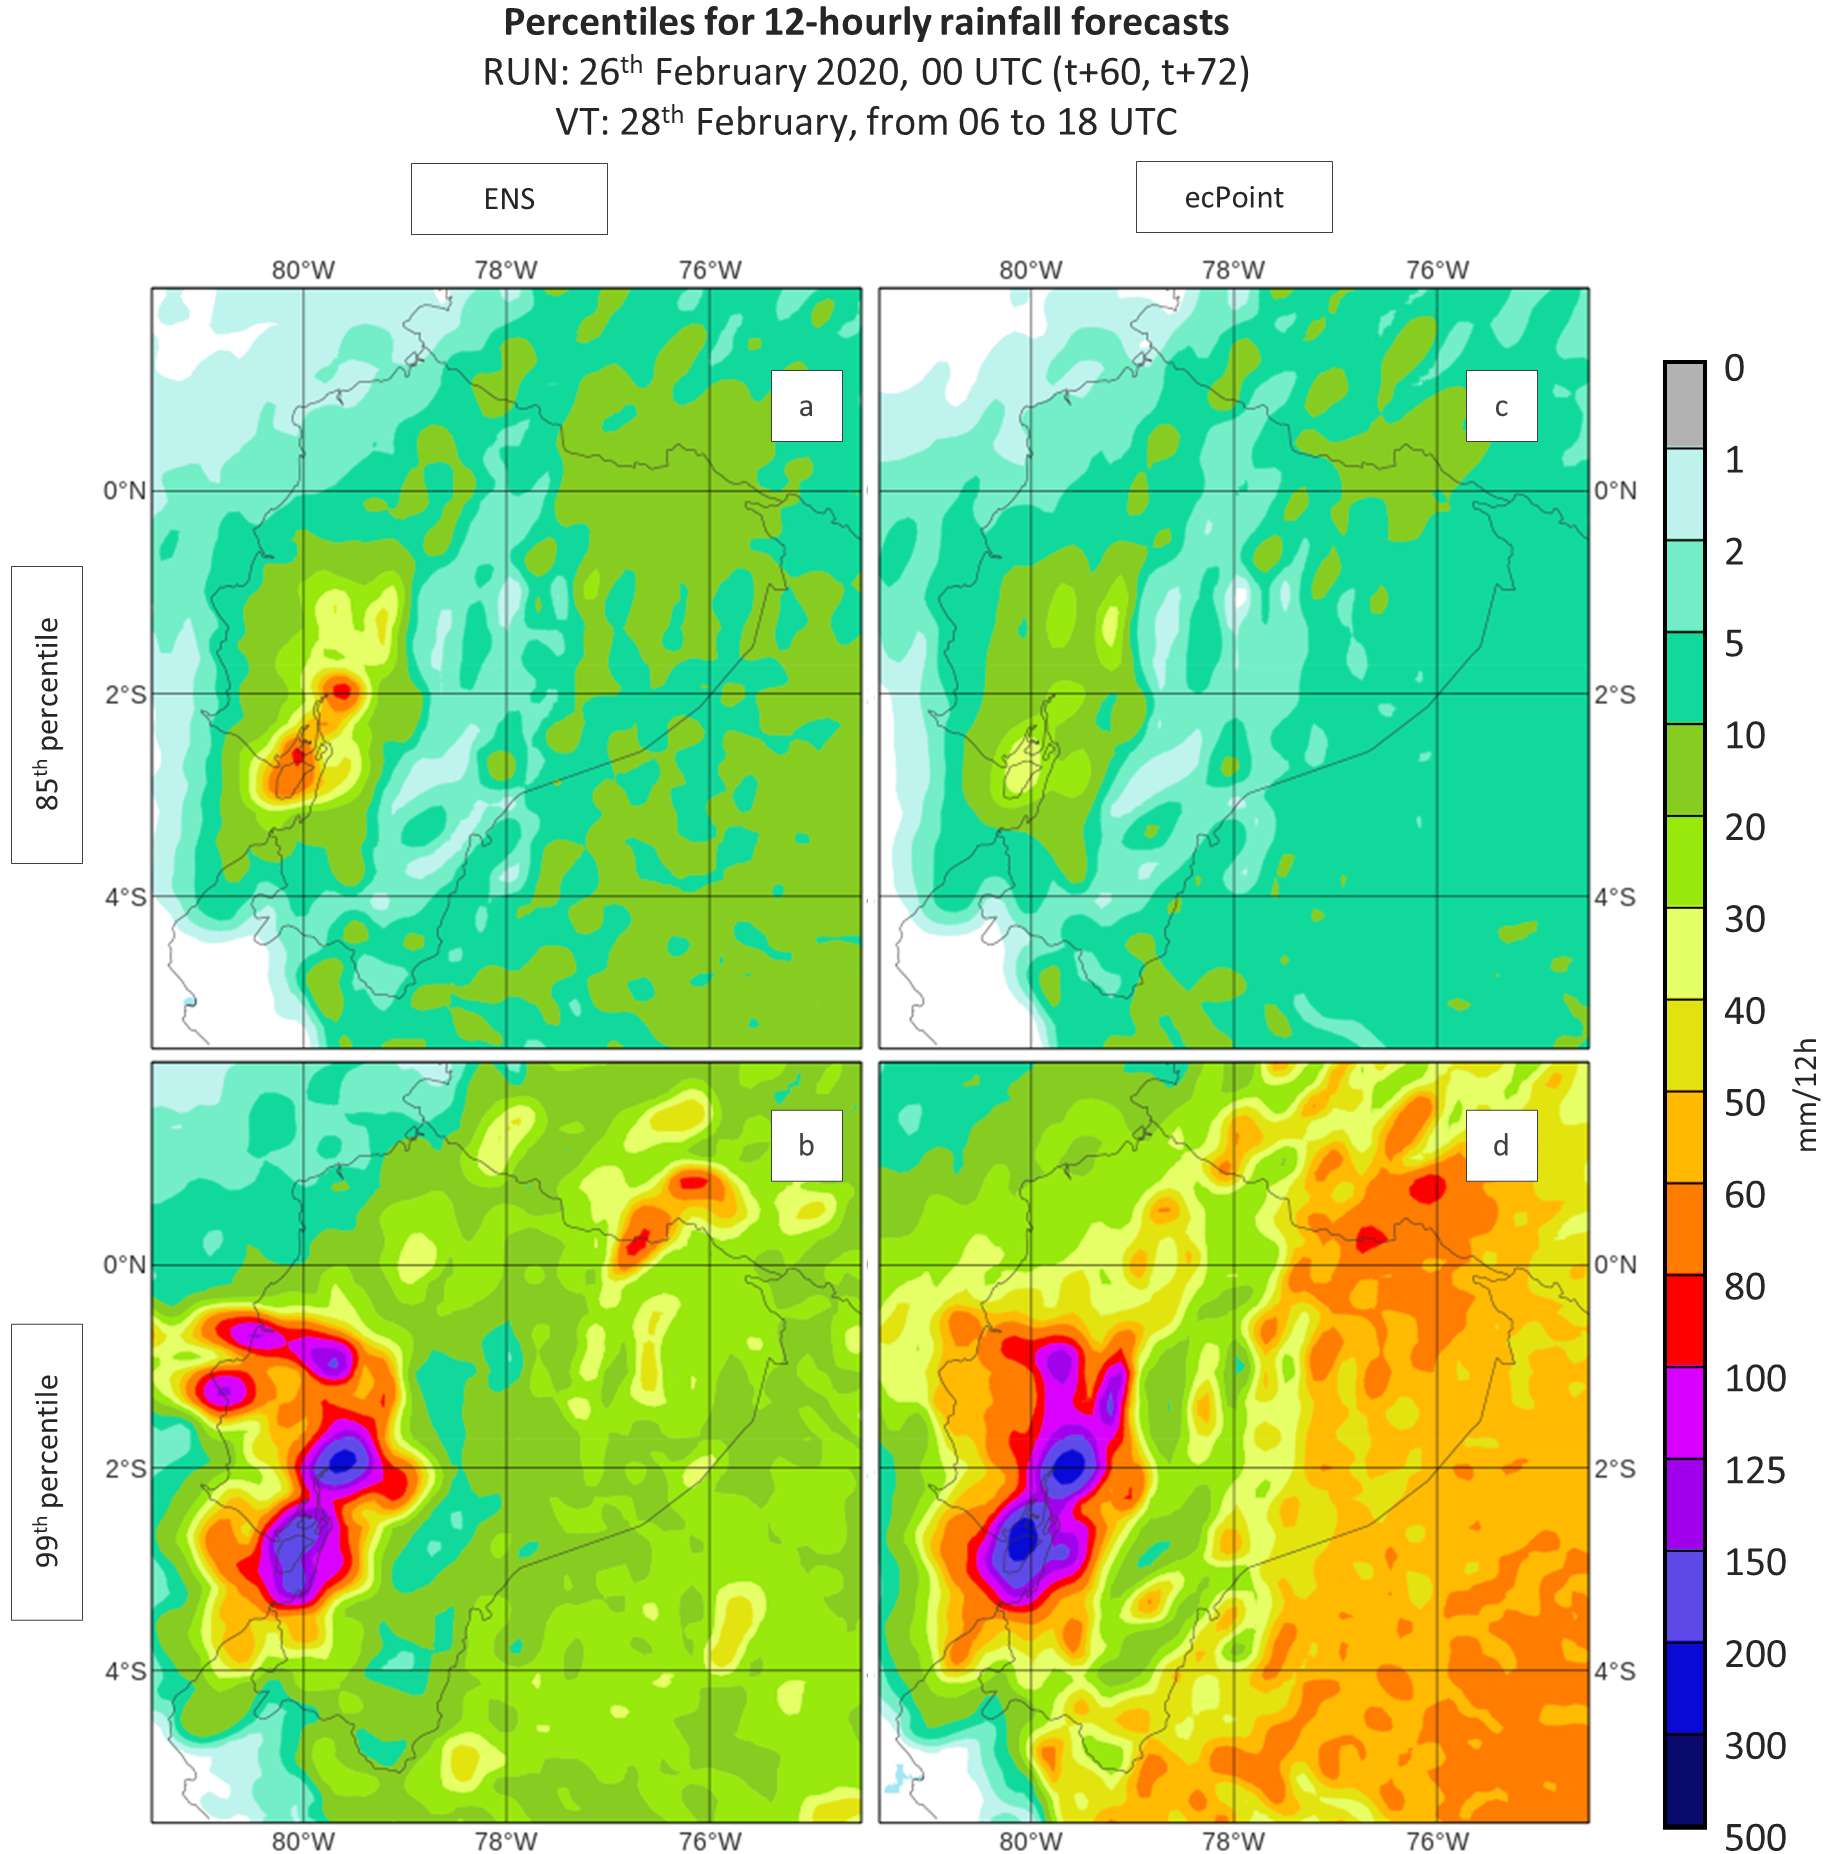 Percentiles for 12-hourly rainfall forecasts
RUN: 26th February 2020, 00 UTC (t+60, t+72)
VT: 28th February, from 06 to 18 UTC
ENS
ecPoint
80°W 78°W 76°W
80°W 78°W 76°W
a
c
0°N
0°N
2°S
2°S
4°S
4°S
85th percentile
b
d
0°N
0°N
2°S
2°S
4°S
4°S
99th percentile
80°W 78°W 76°W
80°W 78°W 76°W
0
1
2
5
10
20
30
40
50
60
80
100
125
150
200
300
500
mm/12h